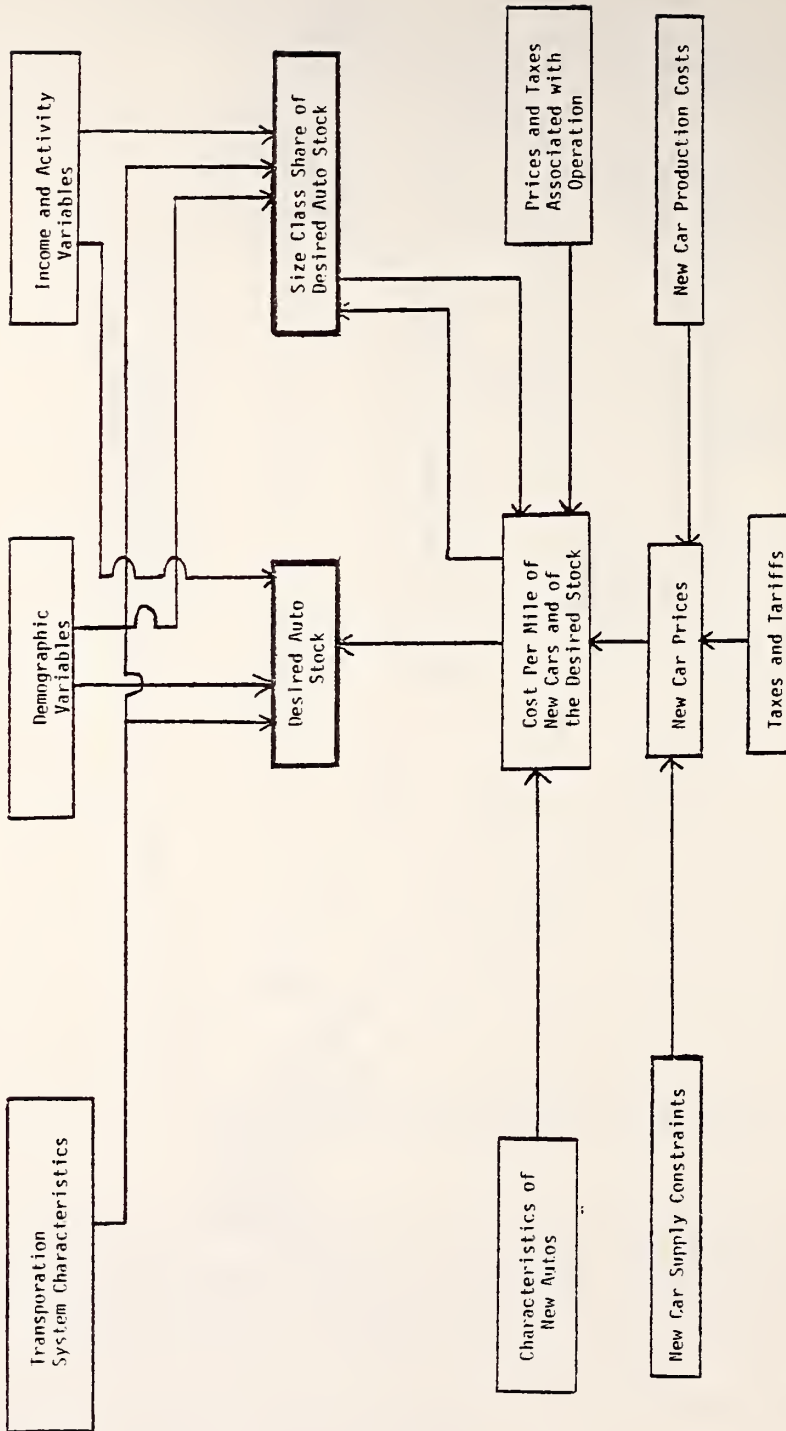 Transporation
System Characteristics
Demographic
Variables
Income and Activity
Variables
Desired Auto
Stock
Size Class Share of
Desired Auto Stock
Characteristics of
New Autos
Cost Per Mile of
New Cars and of
the Desired Stock
Prices and Taxes
Associated with
Operation
New Car Supply Constraints
New Car Prices
New Car Production Costs
Taxes and Tariffs